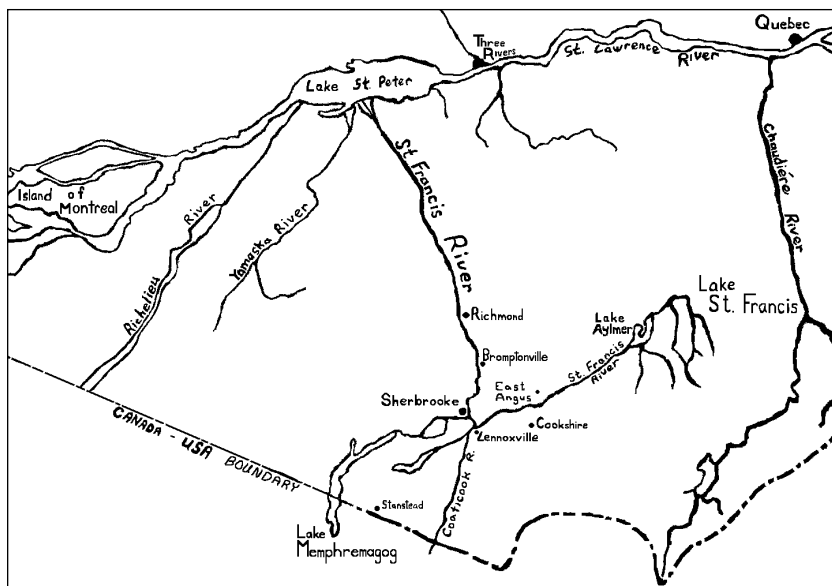 Quebec
Three
Rivers
St. Lawrence
River
Lake St. Peter
St Francis
River
Chaudiére
River
Island of
Montreal
Richelieu
River
Yamaska River
Lake
St. Francis
Lake
Aylmer
Richmond
St. Francis
River
Bromptonville
East
Angus
Sherbrooke
Cookshire
Lennoxville
CANADA - USA BOUNDARY
Coaticook R.
Stanstead
Lake
Memphremagog